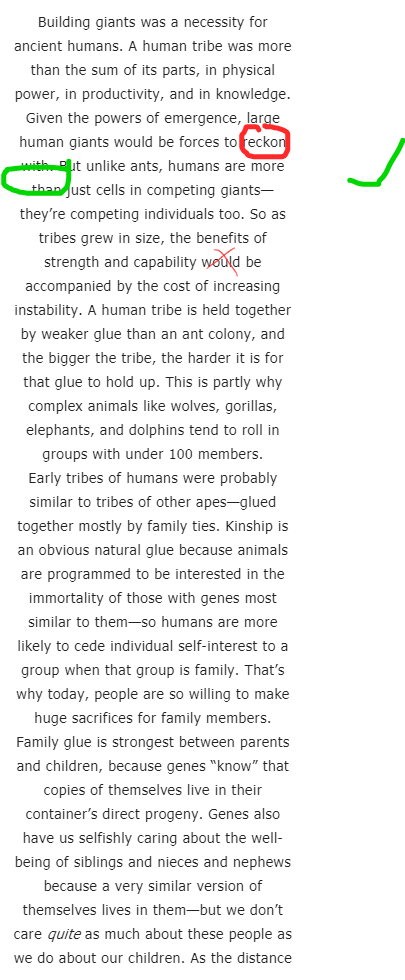 Building giants was a necessity for
ancient humans. A human tribe was more
than the sum of its parts, in physical
power, in productivity, and in knowledge.
Given the powers of emergence, large
human giants would be forces to reckon
with. But unlike ants, humans are more
than just cells in competing giants—
they’re competing individuals too. So as
tribes grew in size, the benefits of
strength and capability would be
accompanied by the cost of increasing
instability. A human tribe is held together
by weaker glue than an ant colony, and
the bigger the tribe, the harder it is for
that glue to hold up. This is partly why
complex animals like wolves, gorillas,
elephants, and dolphins tend to roll in
groups with under 100 members.
Early tribes of humans were probably
similar to tribes of other apes—glued
together mostly by family ties. Kinship is
an obvious natural glue because animals
are programmed to be interested in the
immortality of those with genes most
similar to them—so humans are more
likely to cede individual self-interest to a
group when that group is family. That’s
why today, people are so willing to make
huge sacrifices for family members.
Family glue is strongest between parents
and children, because genes “know” that
copies of themselves live in their
container’s direct progeny. Genes also
have us selfishly caring about the well-
being of siblings and nieces and nephews
because a very similar version of
themselves lives in them—but we don’t
care quite as much about these people as
we do about our children. As the distance